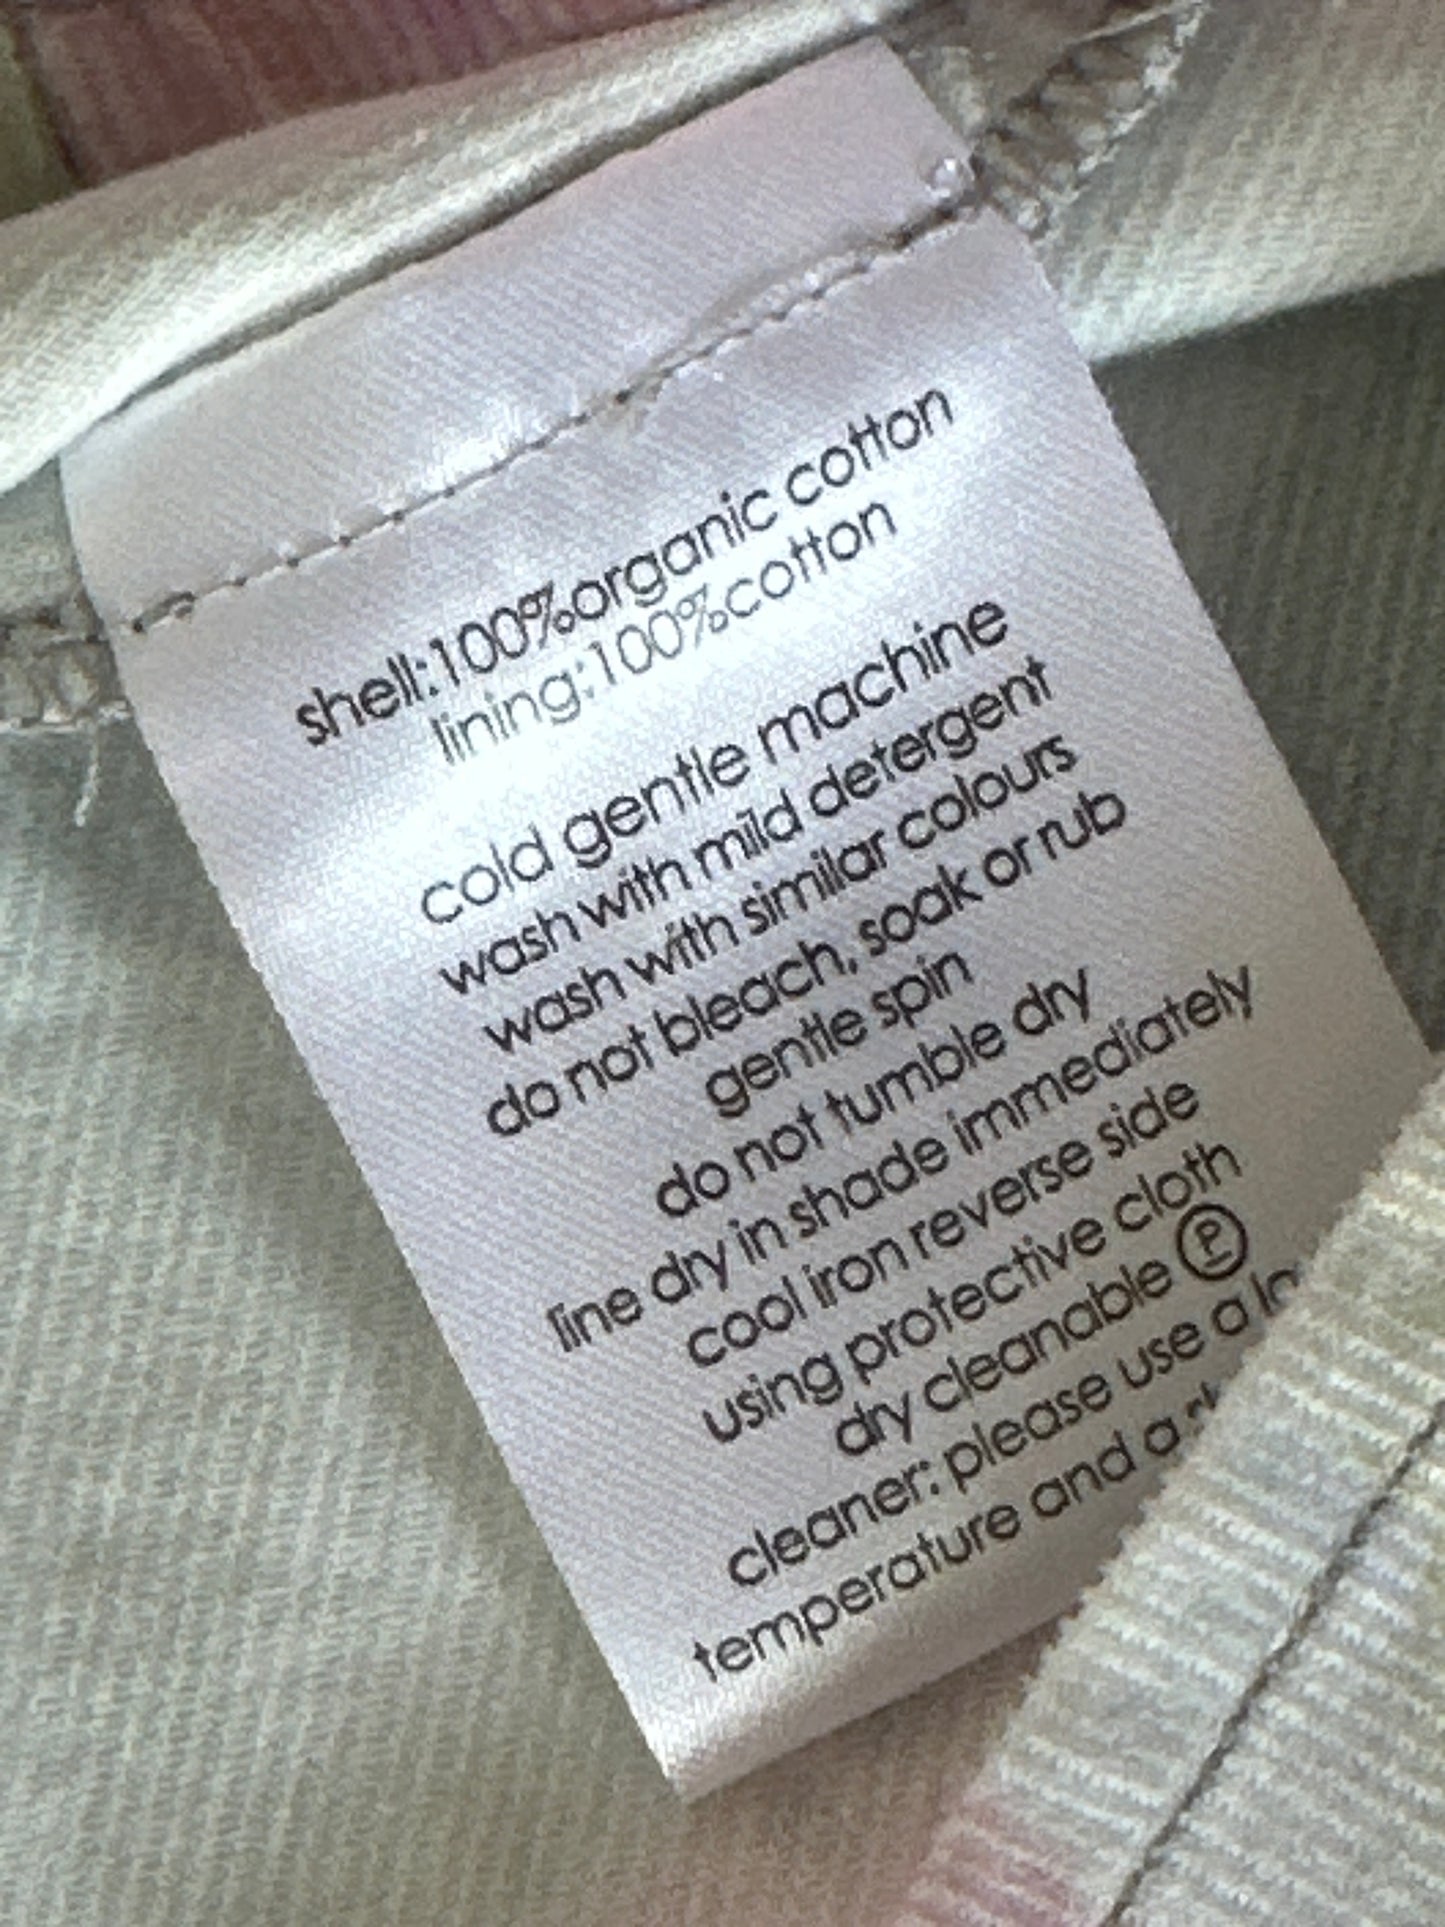 shell:100%organic cotton
lining:100%cotton
cold gentle machine
wash with mild detergent
wash with similar colours
do not bleach, soak or rub
gentle spin
do not tumble dry
line dry in shade immediately
cool iron reverse side
using protective cloth
dry cleanable P
cleaner: please use a
temperature and a